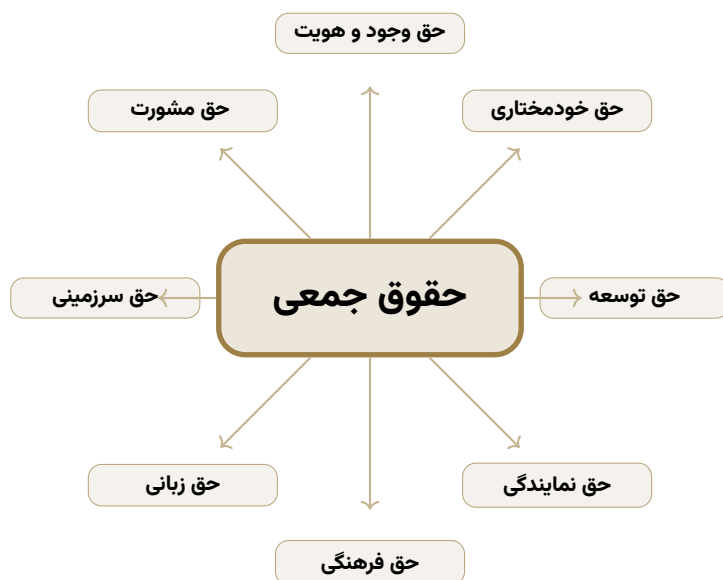 حق وجود و هویت
حق خودمختاری
حق مشورت
حق توسعه
حقوق جمعی
حق سرزمینی
حق نمایندگی
حق زبانی
حق فرهنگی